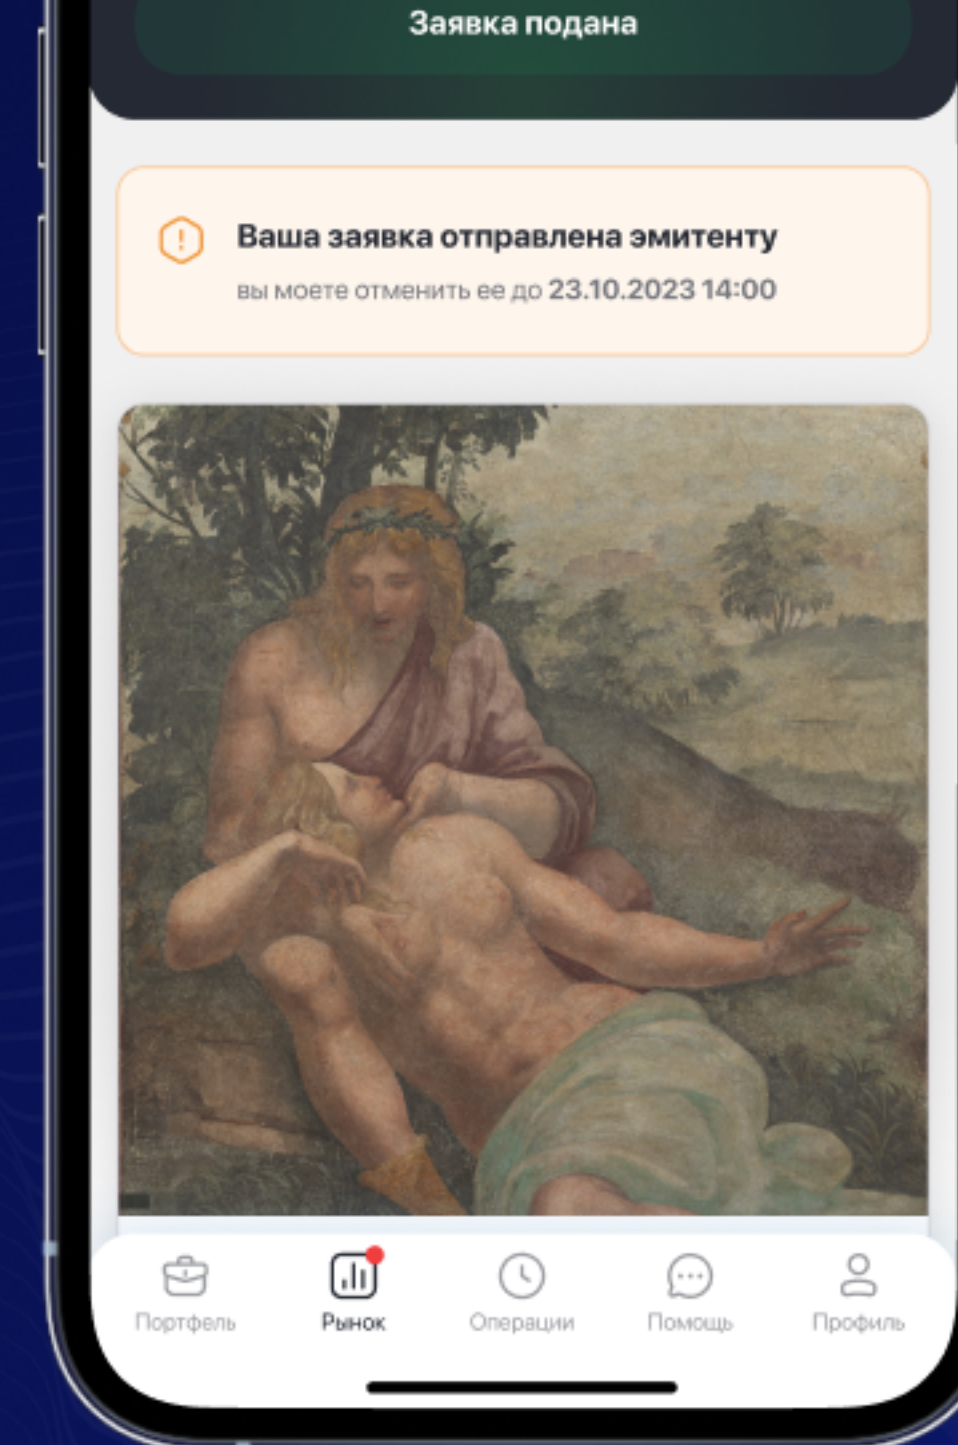 Заявка подана
Ваша заявка отправлена эмитенту
вы моете отменить ее до 23.10.2023 14:00
Портфель
Рынок
Операции
Помощь
Профиль